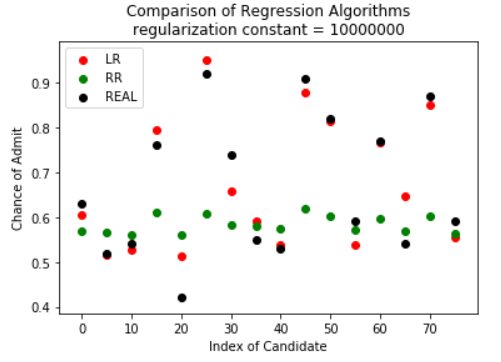 Comparison of Regression Algorithms
regularization constant = 10000000
LR
RR
REAL
Chance of Admit
0.9
0.8
0.7
0.6
0.5
0.4
0 10 20 30 40 50 60 70
Index of Candidate